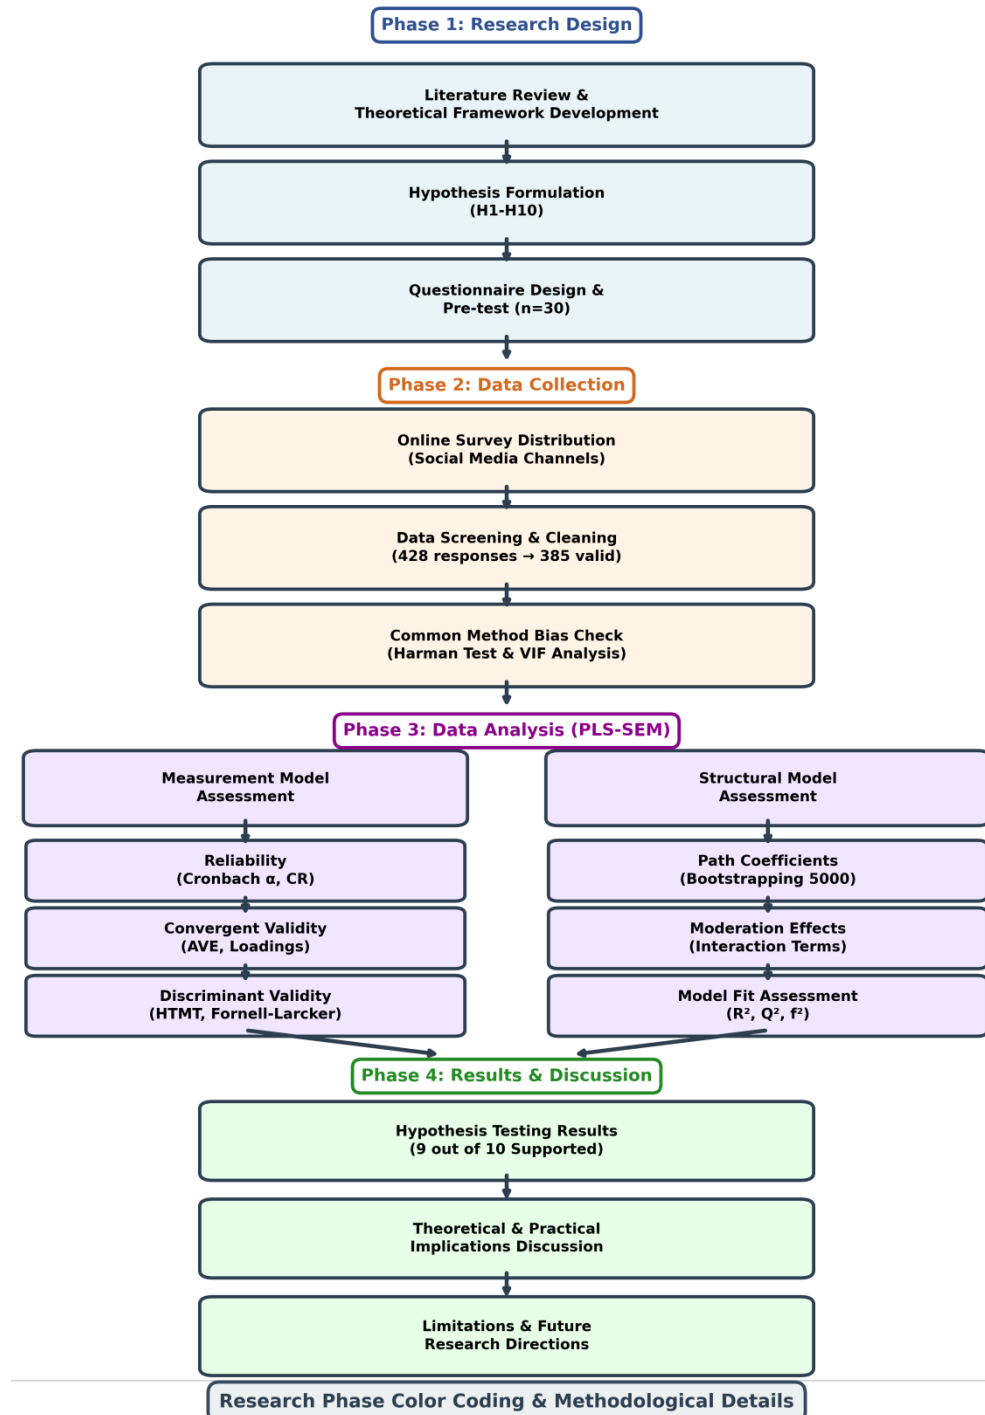 Phase 1: Research Design
Literature Review &
Theoretical Framework Development
Hypothesis Formulation
(H1-H10)
Questionnaire Design &
Pre-test (n=30)
Phase 2: Data Collection
Online Survey Distribution
(Social Media Channels)
Data Screening & Cleaning
(428 responses → 385 valid)
Common Method Bias Check
(Harman Test & VIF Analysis)
Phase 3: Data Analysis (PLS-SEM)
Measurement Model
Assessment
Reliability
(Cronbach α, CR)
Convergent Validity
(AVE, Loadings)
Discriminant Validity
(HTMT, Fornell-Larcker)
Structural Model
Assessment
Path Coefficients
(Bootstrapping 5000)
Moderation Effects
(Interaction Terms)
Model Fit Assessment
(R², Q², f²)
Phase 4: Results & Discussion
Hypothesis Testing Results
(9 out of 10 Supported)
Theoretical & Practical
Implications Discussion
Limitations & Future
Research Directions
Research Phase Color Coding & Methodological Details